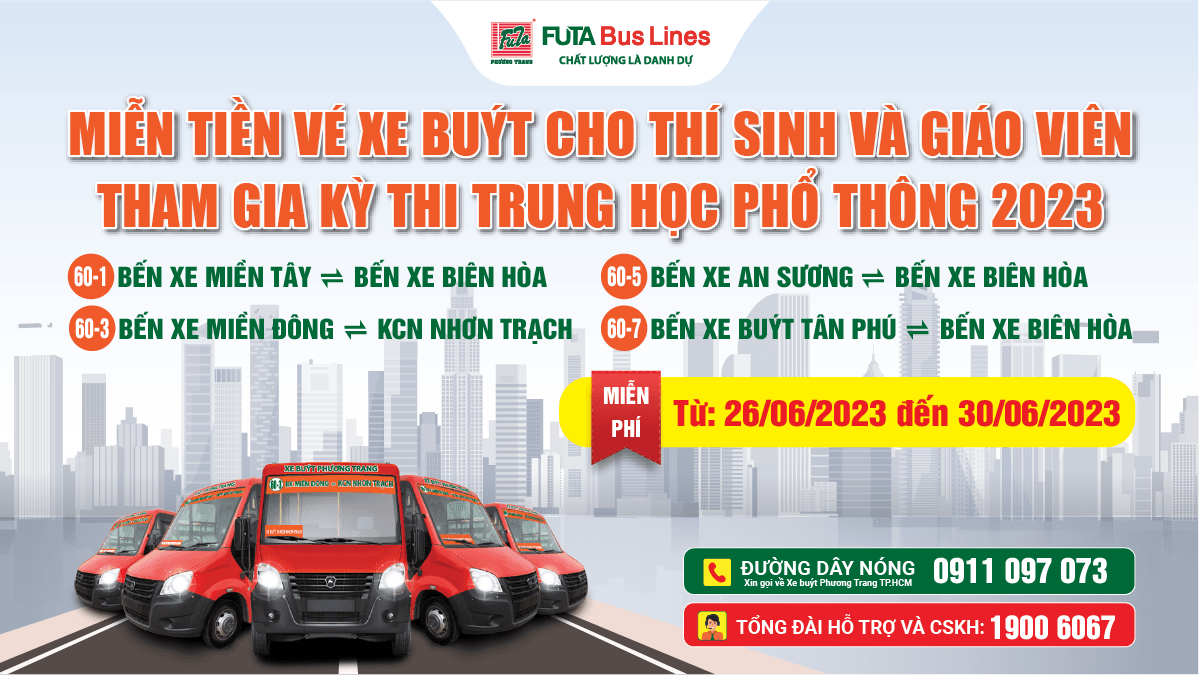 FUTA
PHƯƠNG TRANG
FUTA Bus Lines
CHẤT LƯỢNG LÀ DANH DỰ
MIỄN TIỀN VÉ XE BUÝT CHO THÍ SINH VÀ GIÁO VIÊN
THAM GIA KỲ THI TRUNG HỌC PHỔ THÔNG 2023
60-1 BẾN XE MIỀN TÂY ⇌ BẾN XE BIÊN HÒA
60-5 BẾN XE AN SƯƠNG ⇌ BẾN XE BIÊN HÒA
60-3 BẾN XE MIỀN ĐÔNG ⇌ KCN NHƠN TRẠCH
60-7 BẾN XE BUÝT TÂN PHÚ ⇌ BẾN XE BIÊN HÒA
MIỄN
PHÍ
Từ: 26/06/2023 đến 30/06/2023
XE BUÝT PHƯƠNG TRANG
60-3 BX MIỀN ĐÔNG - KCN NHƠN TRẠCH
ĐƯỜNG DÂY NÓNG 0911 097 073
Xin gọi về Xe buýt Phương Trang TP.HCM
TỔNG ĐÀI HỖ TRỢ VÀ CSKH: 1900 6067